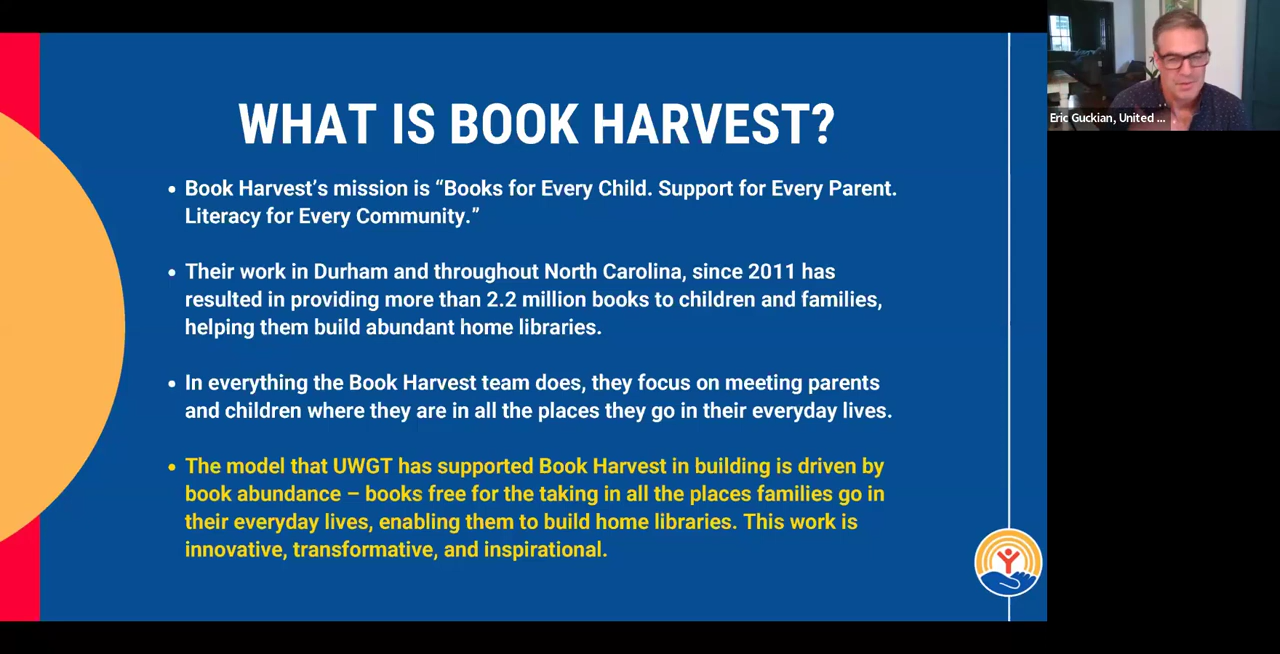 WHAT IS BOOK HARVEST?
• Book Harvest’s mission is “Books for Every Child. Support for Every Parent.
Literacy for Every Community.”
• Their work in Durham and throughout North Carolina, since 2011 has
resulted in providing more than 2.2 million books to children and families,
helping them build abundant home libraries.
• In everything the Book Harvest team does, they focus on meeting parents
and children where they are in all the places they go in their everyday lives.
• The model that UWGT has supported Book Harvest in building is driven by
book abundance – books free for the taking in all the places families go in
their everyday lives, enabling them to build home libraries. This work is
innovative, transformative, and inspirational.
Eric Guckian, United ...